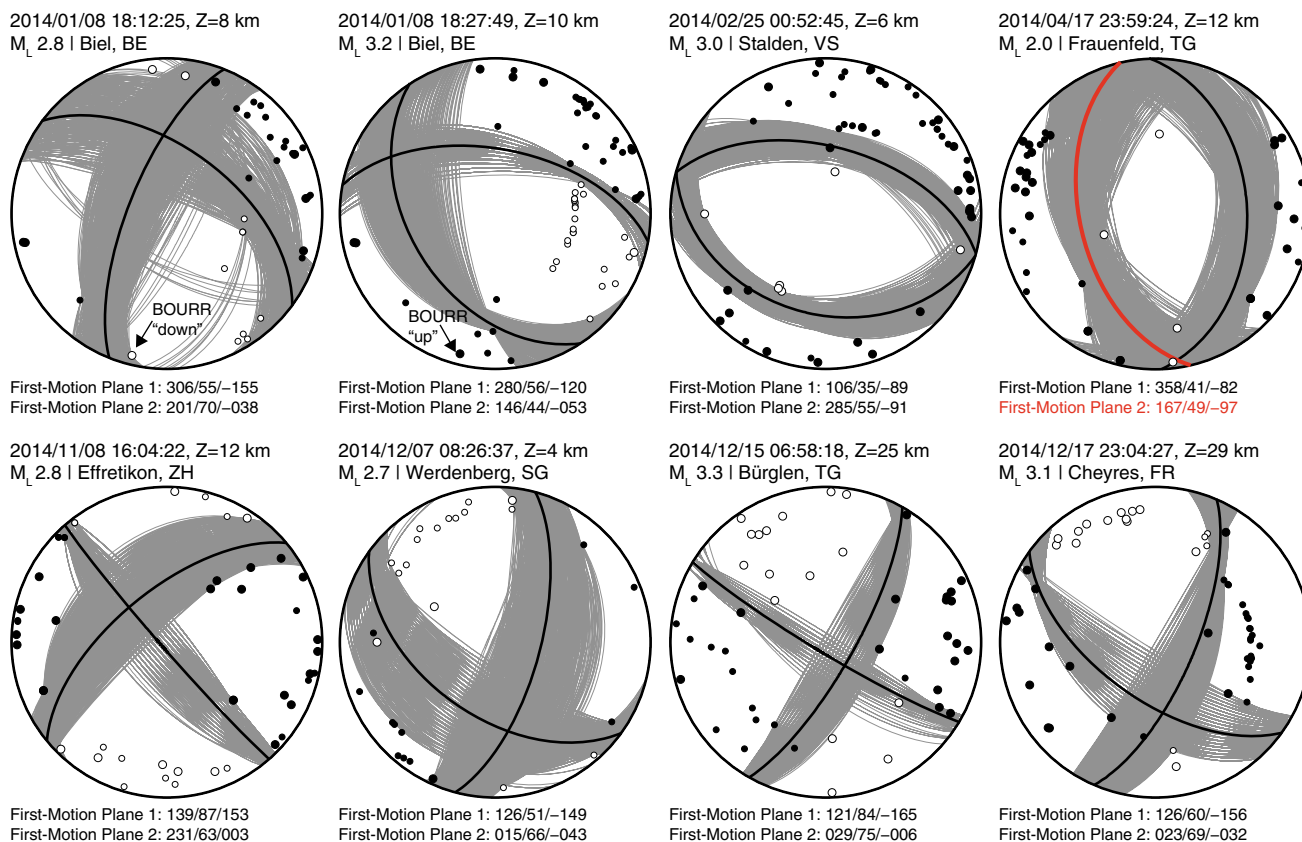 2014/01/08 18:12:25, Z=8 km
M_L 2.8 | Biel, BE
BOURR
"down"
First-Motion Plane 1: 306/55/−155
First-Motion Plane 2: 201/70/−038
2014/01/08 18:27:49, Z=10 km
M_L 3.2 | Biel, BE
BOURR
"up"
First-Motion Plane 1: 280/56/−120
First-Motion Plane 2: 146/44/−053
2014/02/25 00:52:45, Z=6 km
M_L 3.0 | Stalden, VS
First-Motion Plane 1: 106/35/−89
First-Motion Plane 2: 285/55/−91
2014/04/17 23:59:24, Z=12 km
M_L 2.0 | Frauenfeld, TG
First-Motion Plane 1: 358/41/−82
First-Motion Plane 2: 167/49/−97
2014/11/08 16:04:22, Z=12 km
M_L 2.8 | Effretikon, ZH
First-Motion Plane 1: 139/87/153
First-Motion Plane 2: 231/63/003
2014/12/07 08:26:37, Z=4 km
M_L 2.7 | Werdenberg, SG
First-Motion Plane 1: 126/51/−149
First-Motion Plane 2: 015/66/−043
2014/12/15 06:58:18, Z=25 km
M_L 3.3 | Bürglen, TG
First-Motion Plane 1: 121/84/−165
First-Motion Plane 2: 029/75/−006
2014/12/17 23:04:27, Z=29 km
M_L 3.1 | Cheyres, FR
First-Motion Plane 1: 126/60/−156
First-Motion Plane 2: 023/69/−032